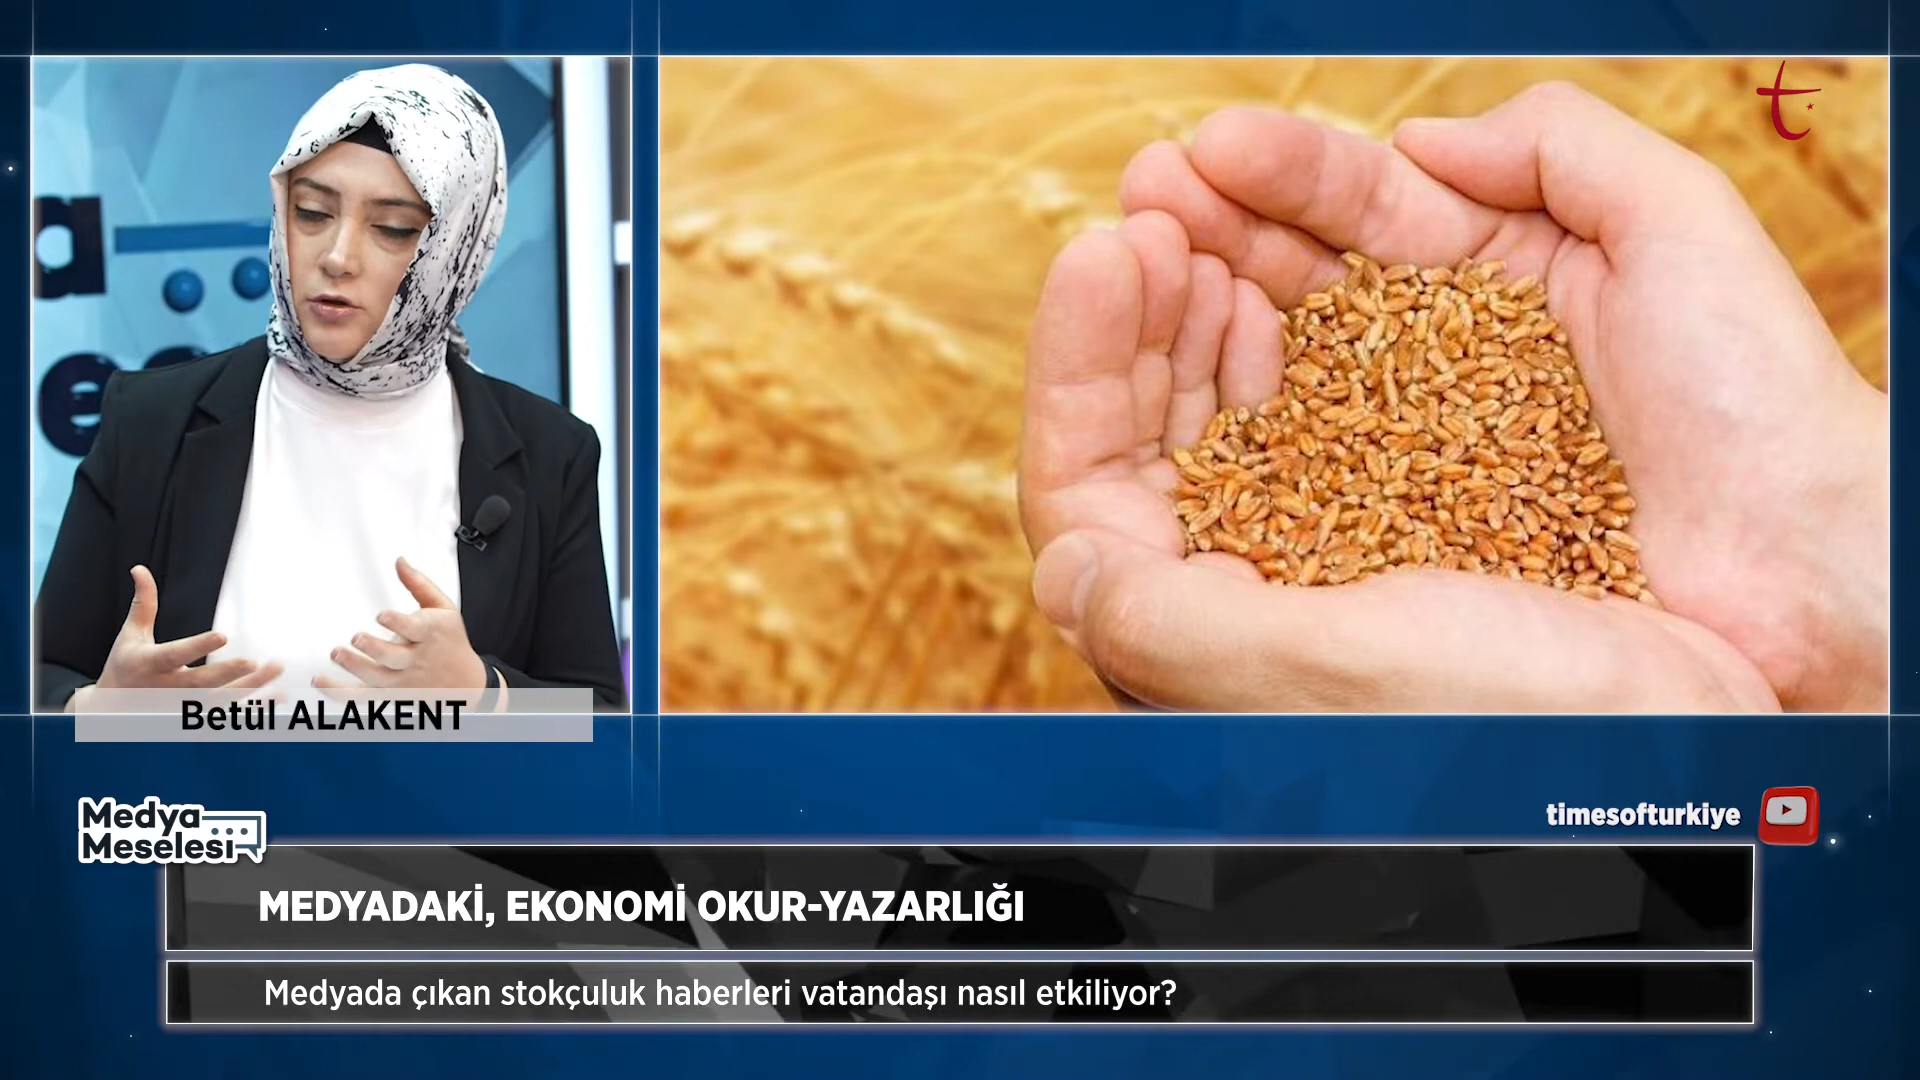 Betül ALAKENT
Medya
Meselesi
timesofturkiye
MEDYADAKİ, EKONOMİ OKUR-YAZARLIĞI
Medyada çıkan stokçuluk haberleri vatandaşı nasıl etkiliyor?